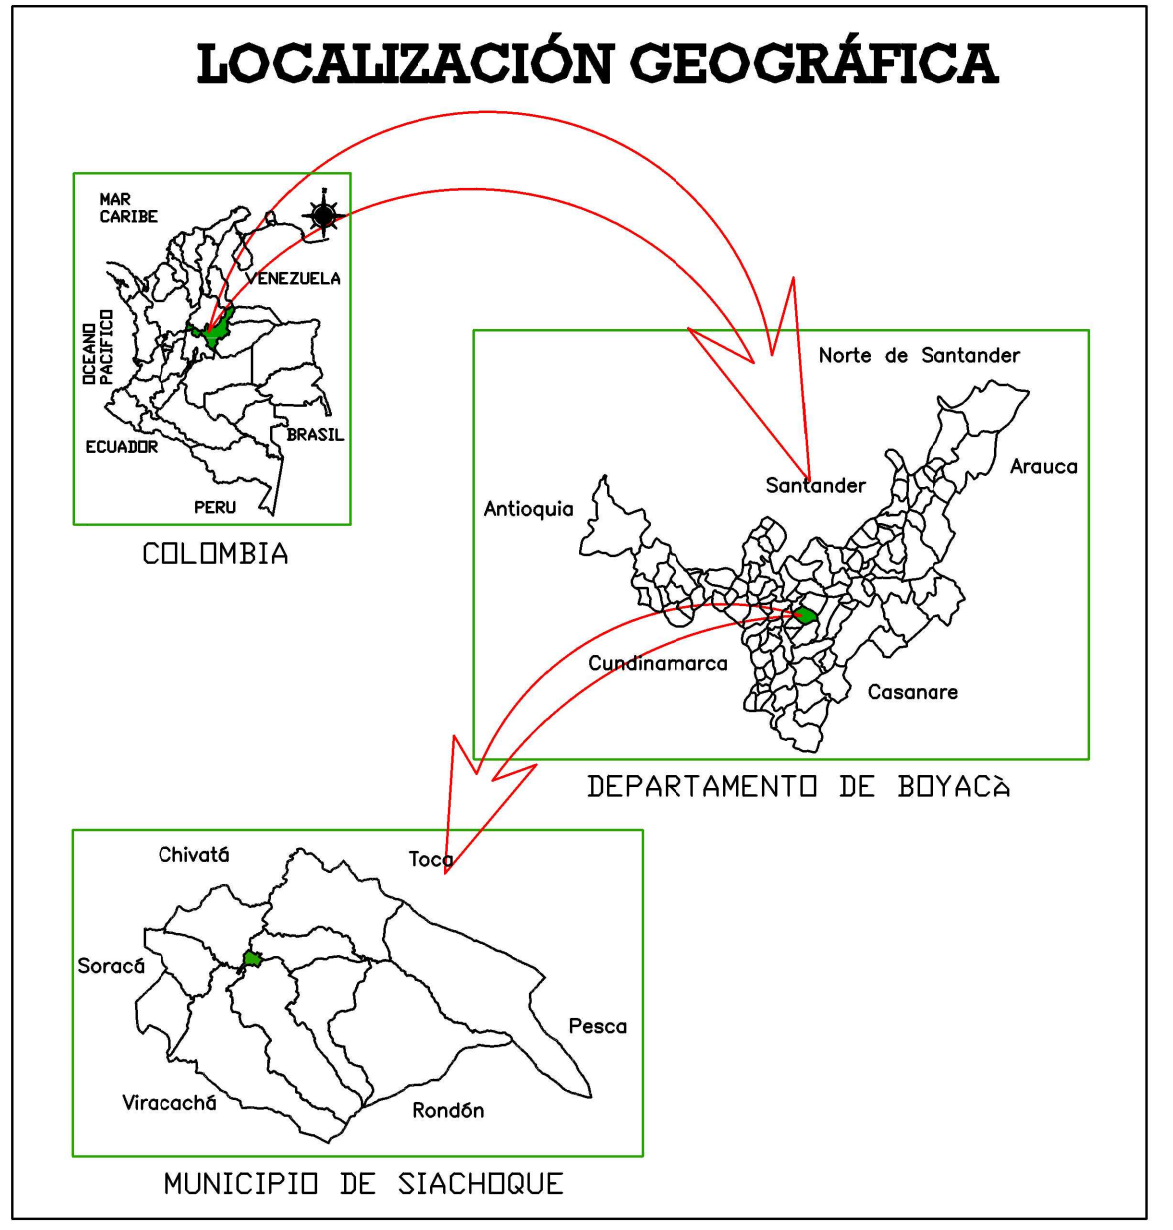 LOCALIZACIÓN GEOGRÁFICA
MAR
CARIBE
VENEZUELA
OCEANO
PACIFICO
ECUADOR
BRASIL
PERU
COLOMBIA
Norte de Santander
Arauca
Santander
Antioquia
Cundinamarca
Casanare
DEPARTAMENTO DE BOYACà
Chivatá
Toca
Soracá
Pesca
Viracachá
Rondón
MUNICIPIO DE SIACHOQUE